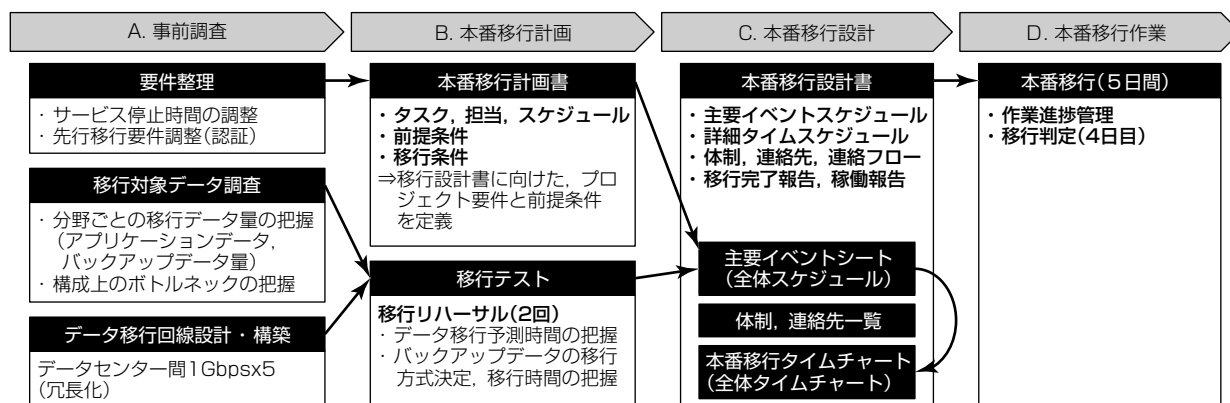 A. 事前調査
B. 本番移行計画
C. 本番移行設計
D. 本番移行作業
要件整理
・サービス停止時間の調整
・先行移行要件調整(認証)
移行対象データ調査
・分野ごとの移行データ量の把握
(アプリケーションデータ,
バックアップデータ量)
・構成上のボトルネックの把握
データ移行回線設計・構築
データセンター間1Gbpsx5
(冗長化)
本番移行計画書
・タスク, 担当, スケジュール
・前提条件
・移行条件
⇒移行設計書に向けた, プロ
ジェクト要件と前提条件
を定義
移行テスト
移行リハーサル(2回)
・データ移行予測時間の把握
・バックアップデータの移行
方式決定, 移行時間の把握
本番移行設計書
・主要イベントスケジュール
・詳細タイムスケジュール
・体制, 連絡先, 連絡フロー
・移行完了報告, 稼働報告
主要イベントシート
(全体スケジュール)
体制, 連絡先一覧
本番移行タイムチャート
(全体タイムチャート)
本番移行(5日間)
・作業進捗管理
・移行判定(4日目)